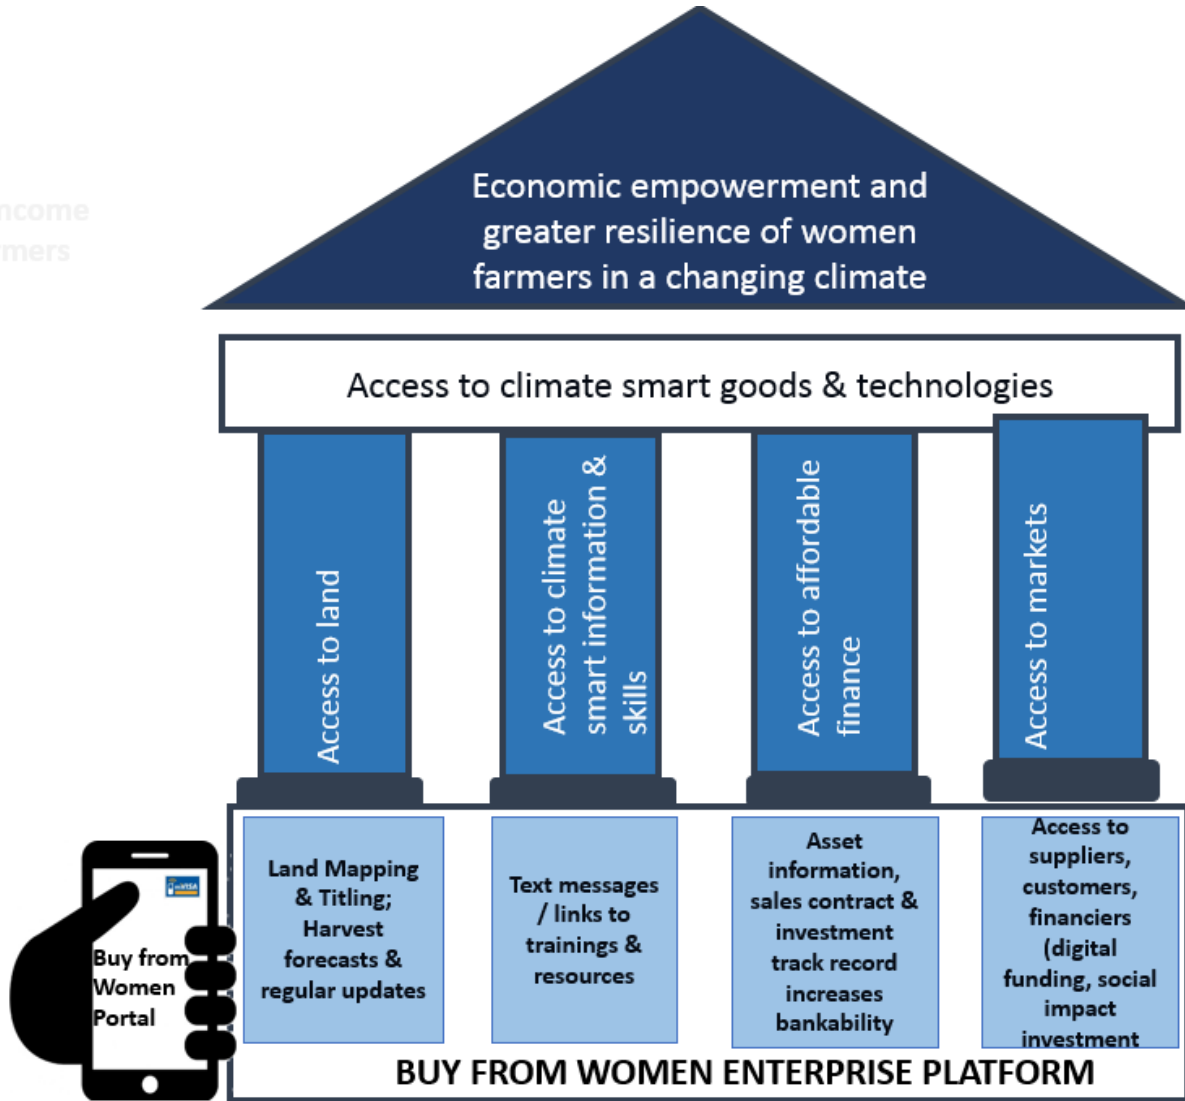 Economic empowerment and
greater resilience of women
farmers in a changing climate
ncome
rmers
Access to climate smart goods & technologies
Access to land
Access to climate
smart information &
skills
Access to affordable
finance
Access to markets
Land Mapping
& Titling;
Harvest
forecasts &
regular updates
Text messages
/ links to
trainings &
resources
Asset
information,
sales contract &
investment
track record
increases
bankability
Access to
suppliers,
customers,
financiers
(digital
funding, social
impact
investment
VISA
Buy from
Women
Portal
BUY FROM WOMEN ENTERPRISE PLATFORM